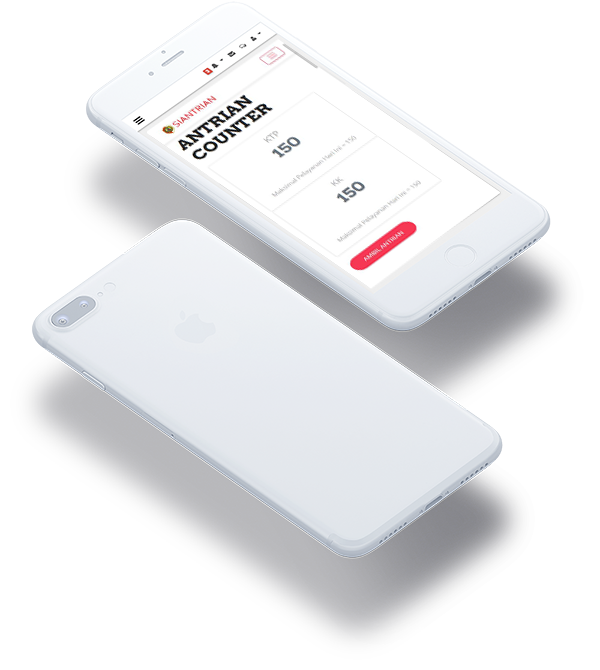 SIANTRIAN
ANTRIAN
COUNTER
KTP
150
Maksimal Pelayanan Hari Ini = 150
KK
150
Maksimal Pelayanan Hari Ini = 150
AMBIL ANTRIAN